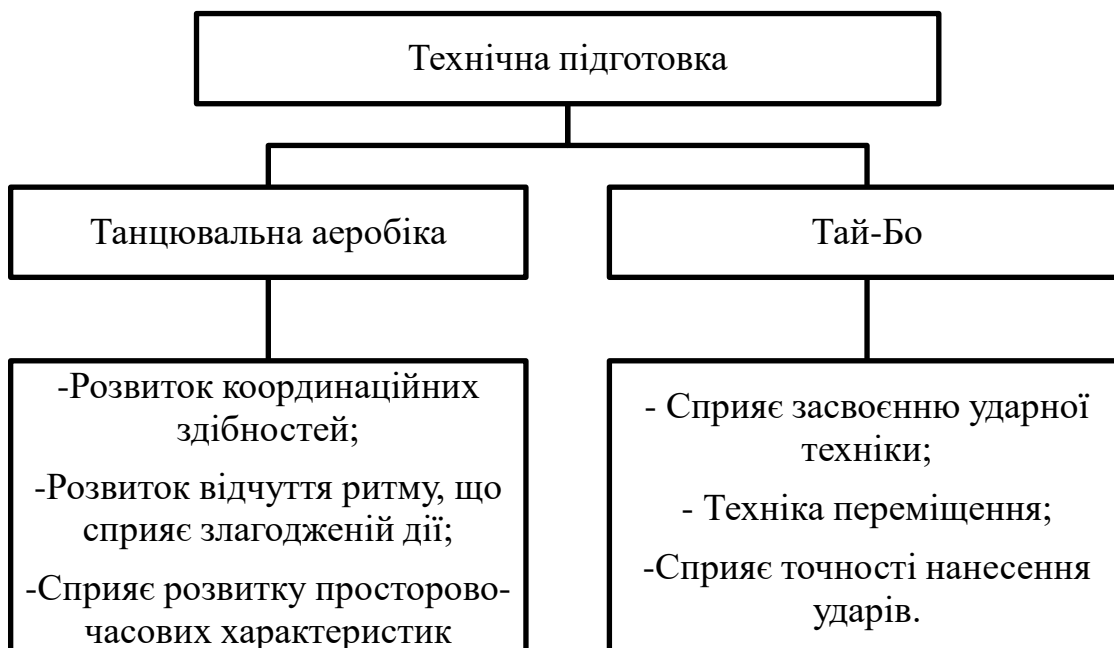 Технічна підготовка
Танцювальна аеробіка
Тай-Бо
-Розвиток координаційних
здібностей;
-Розвиток відчуття ритму, що
сприяє злагодженій дії;
-Сприяє розвитку просторово-
часових характеристик
- Сприяє засвоєнню ударної
техніки;
- Техніка переміщення;
-Сприяє точності нанесення
ударів.